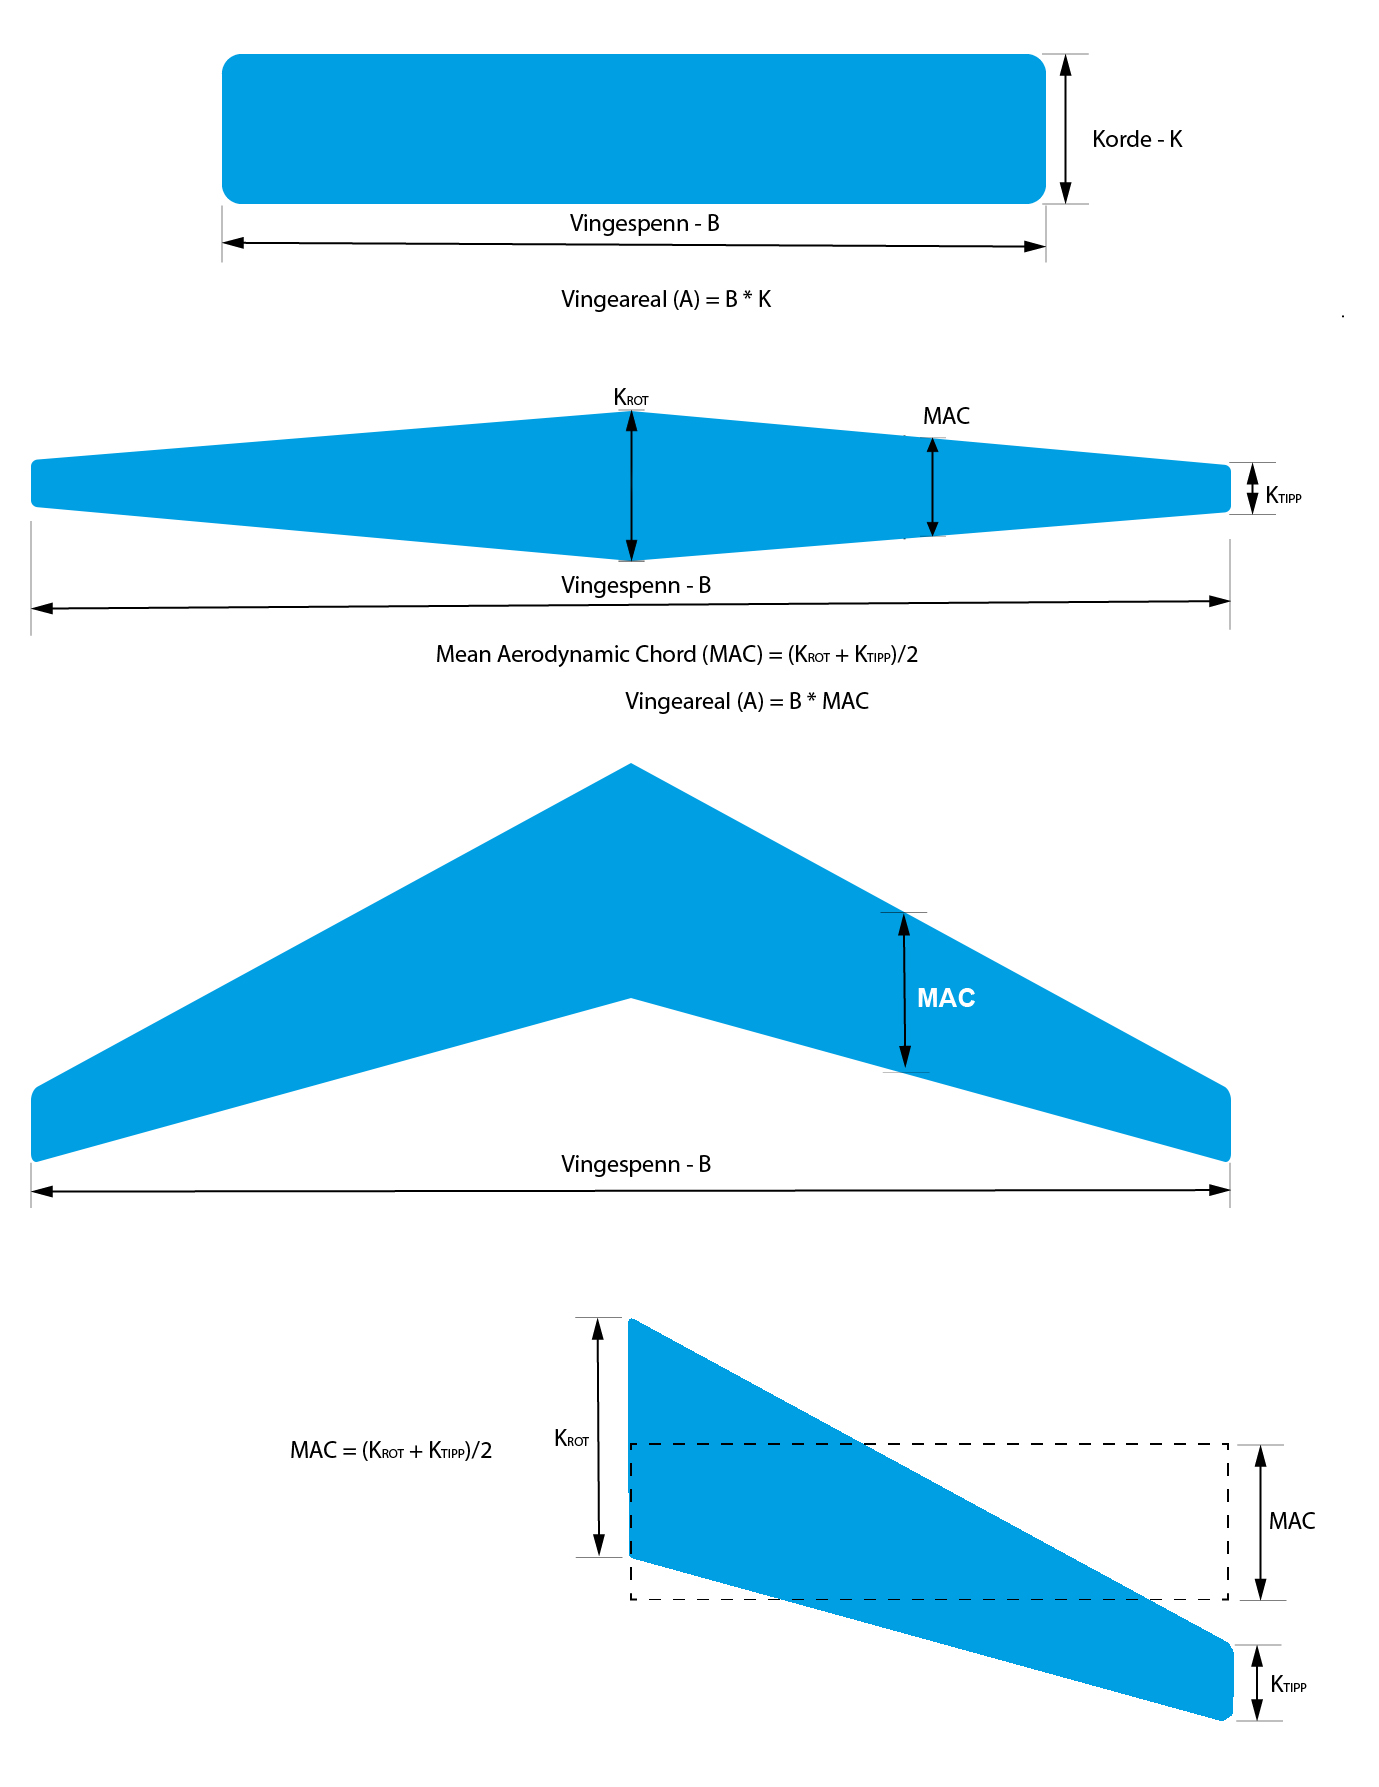 Korde - K
Vingespenn - B
Vingeareal (A) = B * K
KROT
MAC
KTIPP
Vingespenn - B
Mean Aerodynamic Chord (MAC) = (KROT + KTIPP)/2
Vingeareal (A) = B * MAC
MAC
Vingespenn - B
KROT
MAC = (KROT + KTIPP)/2
MAC
KTIPP